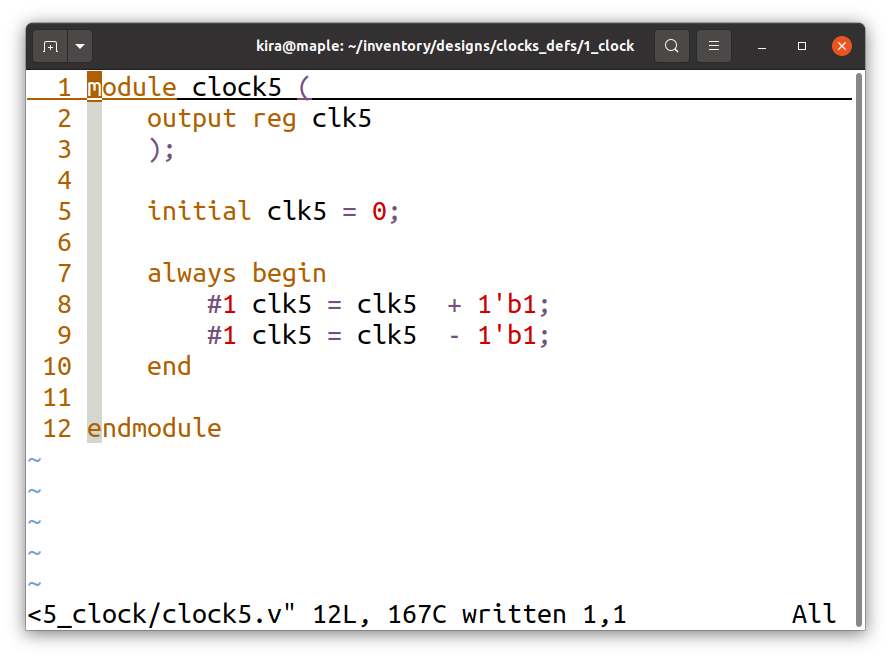 kira@maple: ~/inventory/designs/clocks_defs/1_clock
1 module clock5 (
2     output reg clk5
3     );
4
5     initial clk5 = 0;
6
7     always begin
8         #1 clk5 = clk5  + 1'b1;
9         #1 clk5 = clk5  - 1'b1;
10     end
11
12 endmodule
~
~
~
~
~
<5_clock/clock5.v" 12L, 167C written 1,1 All